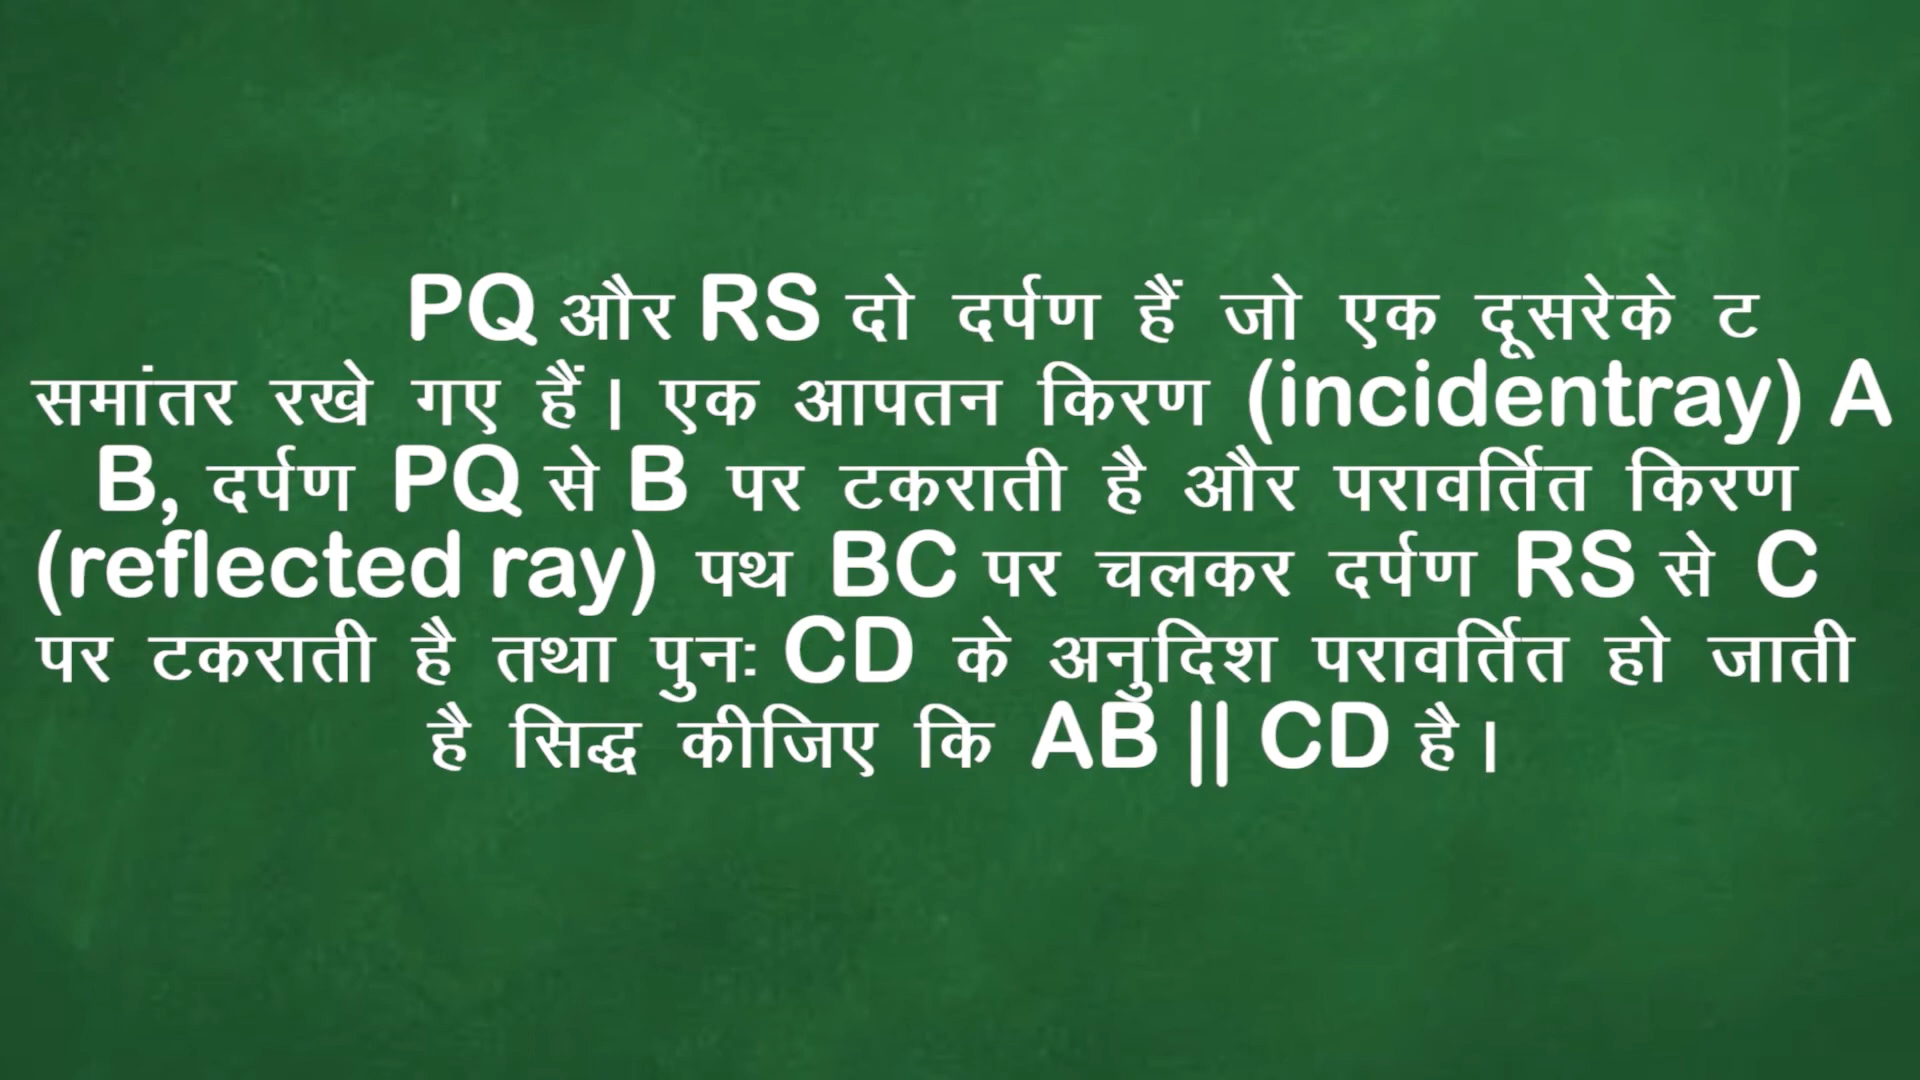 PQ और RS दो दर्पण हैं जो एक दूसरेके ट
समांतर रखे गए हैं। एक आपतन किरण (incidentray) A
B, दर्पण PQ से B पर टकराती है और परावर्तित किरण
(reflected ray) पथ BC पर चलकर दर्पण RS से C
पर टकराती है तथा पुनः CD के अनुदिश परावर्तित हो जाती
है सिद्ध कीजिए कि AB || CD है।